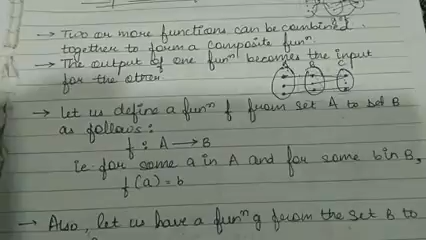 → Two or more functions can be combined
together to form a composite funⁿ.
→ The output of one funⁿ becomes the input
for the other.
A B C
→ Let us define a funⁿ f from set A to set B
as follows:
f : A → B
ie for some a in A and for some b in B,
f(a) = b
→ Also, let us have a funⁿ g from the set B to